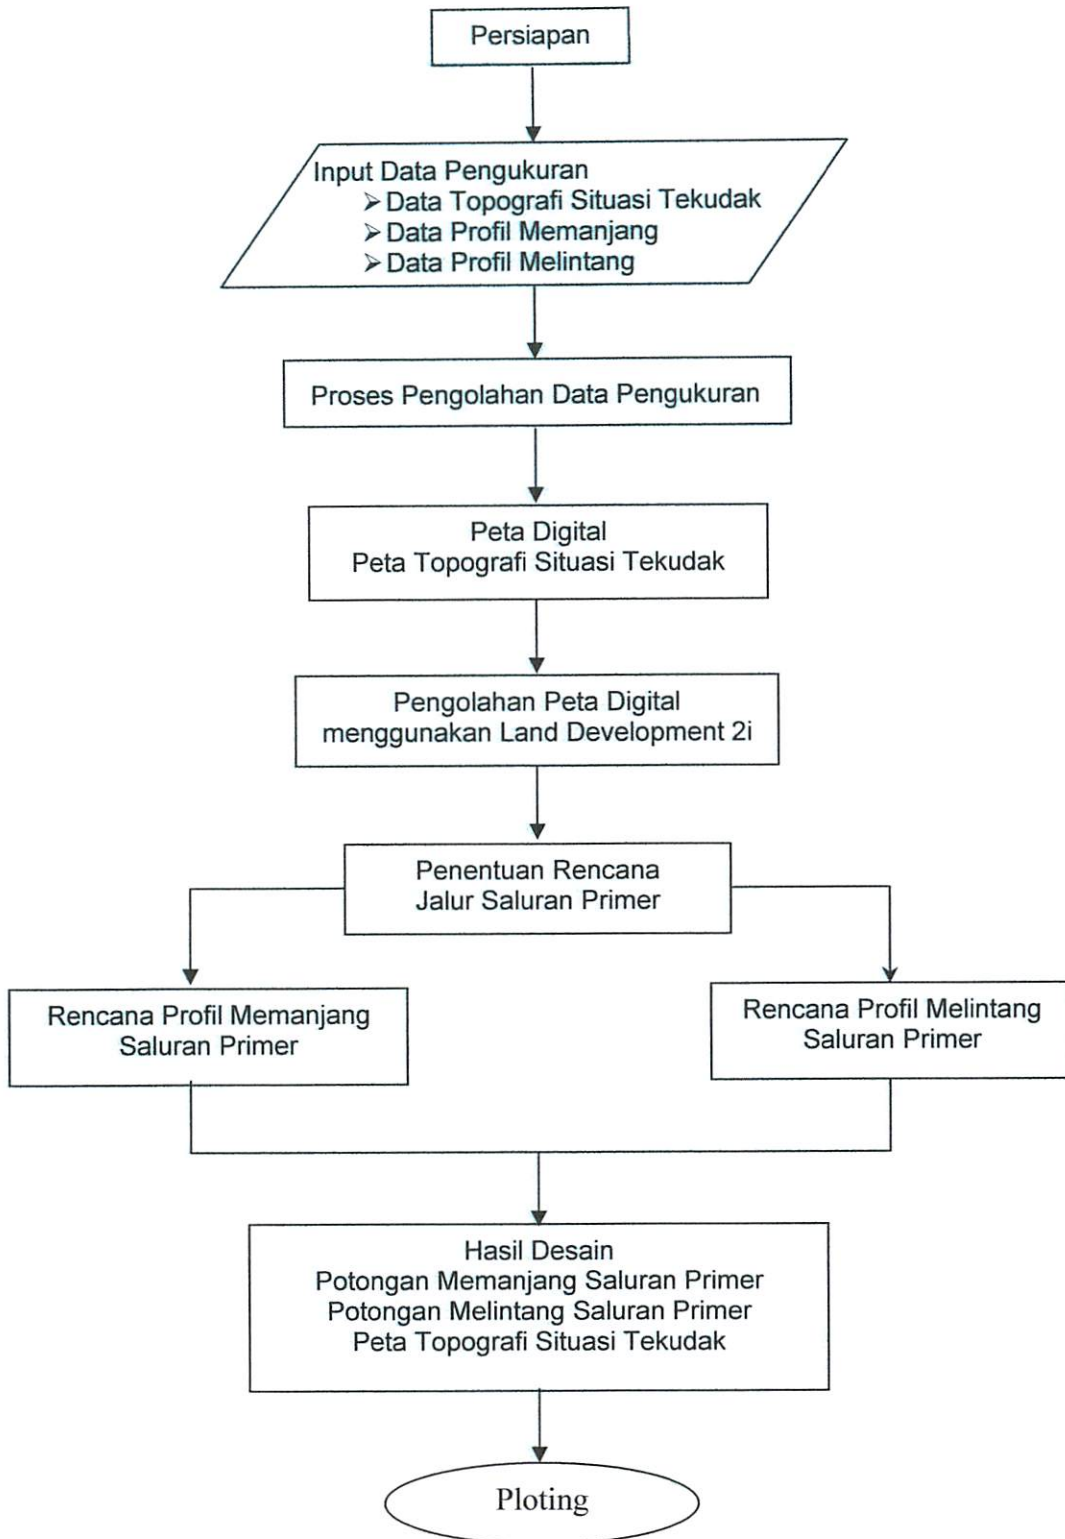 Persiapan
Input Data Pengukuran
➢ Data Topografi Situasi Tekudak
➢ Data Profil Memanjang
➢ Data Profil Melintang
Proses Pengolahan Data Pengukuran
Peta Digital
Peta Topografi Situasi Tekudak
Pengolahan Peta Digital
menggunakan Land Development 2i
Penentuan Rencana
Jalur Saluran Primer
Rencana Profil Memanjang
Saluran Primer
Rencana Profil Melintang
Saluran Primer
Hasil Desain
Potongan Memanjang Saluran Primer
Potongan Melintang Saluran Primer
Peta Topografi Situasi Tekudak
Ploting